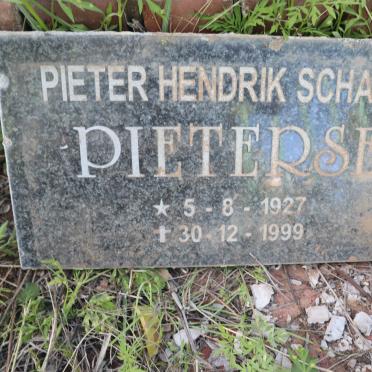 PIETER HENDRIK SCHA
PIETERSE
★ 5 - 8 - 1927
✝ 30 - 12 - 1999